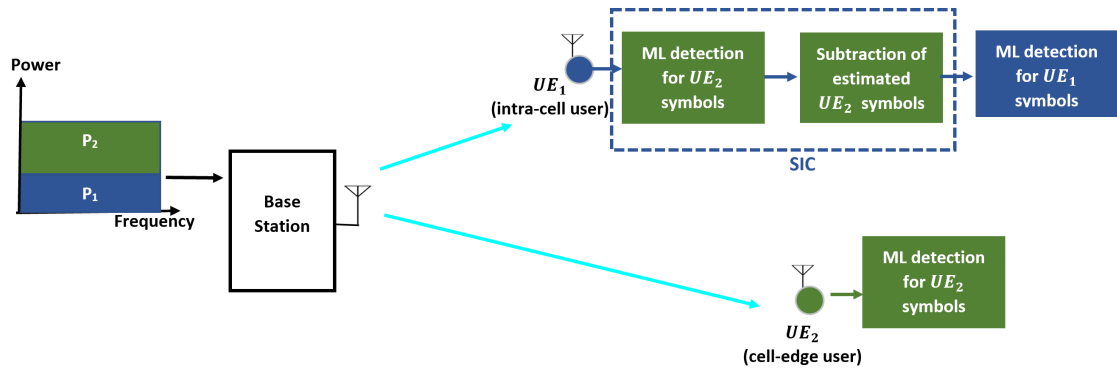 Power
P₂
P₁
Frequency
Base
Station
UE₁
(intra-cell user)
ML detection
for UE₂
symbols
Subtraction of
estimated
UE₂ symbols
SIC
ML detection
for UE₁
symbols
UE₂
(cell-edge user)
ML detection
for UE₂
symbols